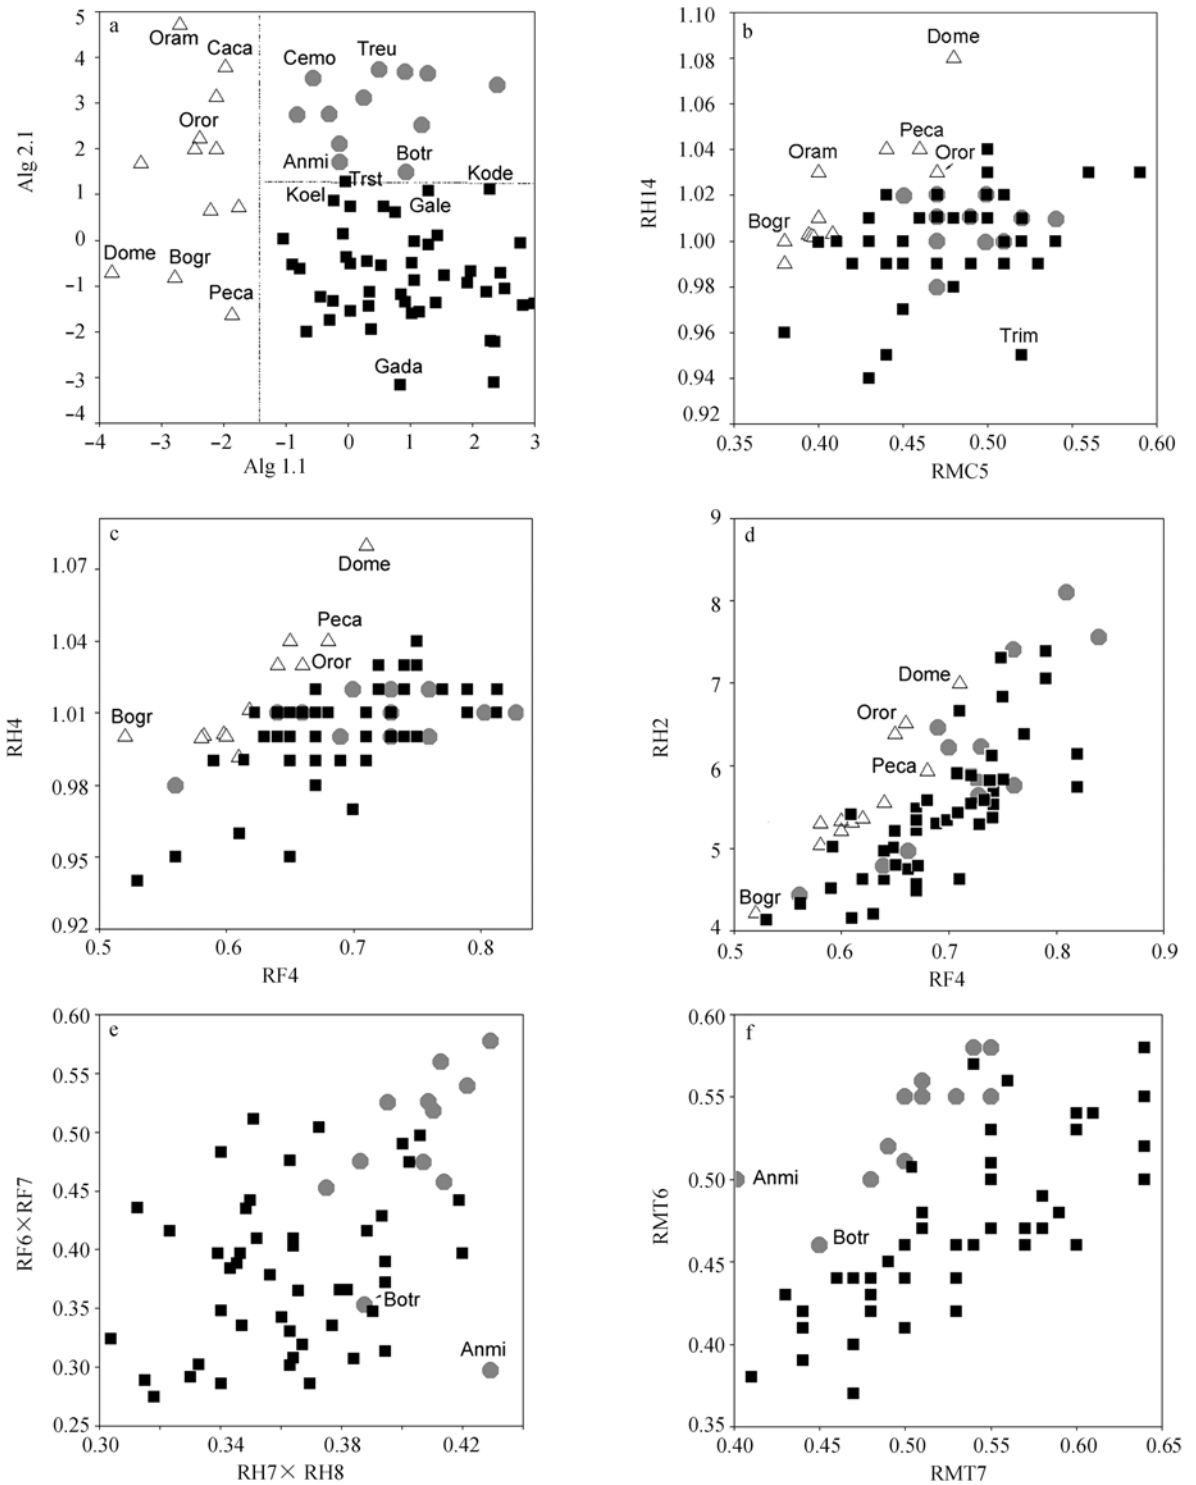 a
5
4
3
2
1
0
−1
−2
−3
−4
Alg 2.1
Oram
Caca
Cemo
Treu
Oror
Anmi
Botr
Trst
Kode
Koel
Gale
Dome
Bogr
Peca
Gada
−4
−3
−2
−1
0
1
2
3
Alg 1.1
b
1.10
1.08
1.06
1.04
1.02
1.00
0.98
0.96
0.94
0.92
RH14
Dome
Peca
Oror
Oram
Bogr
Trim
0.35
0.40
0.45
0.50
0.55
0.60
RMC5
c
1.07
1.04
1.01
0.98
0.95
0.92
RH4
Dome
Peca
Oror
Bogr
0.5
0.6
0.7
0.8
RF4
d
9
8
7
6
5
4
RH2
Dome
Oror
Peca
Bogr
0.5
0.6
0.7
0.8
0.9
RF4
e
0.60
0.55
0.50
0.45
0.40
0.35
0.30
0.25
RF6×RF7
Botr
Anmi
0.30
0.34
0.38
0.42
RH7× RH8
f
0.60
0.55
0.50
0.45
0.40
0.35
RMT6
Anmi
Botr
0.40
0.45
0.50
0.55
0.60
0.65
RMT7